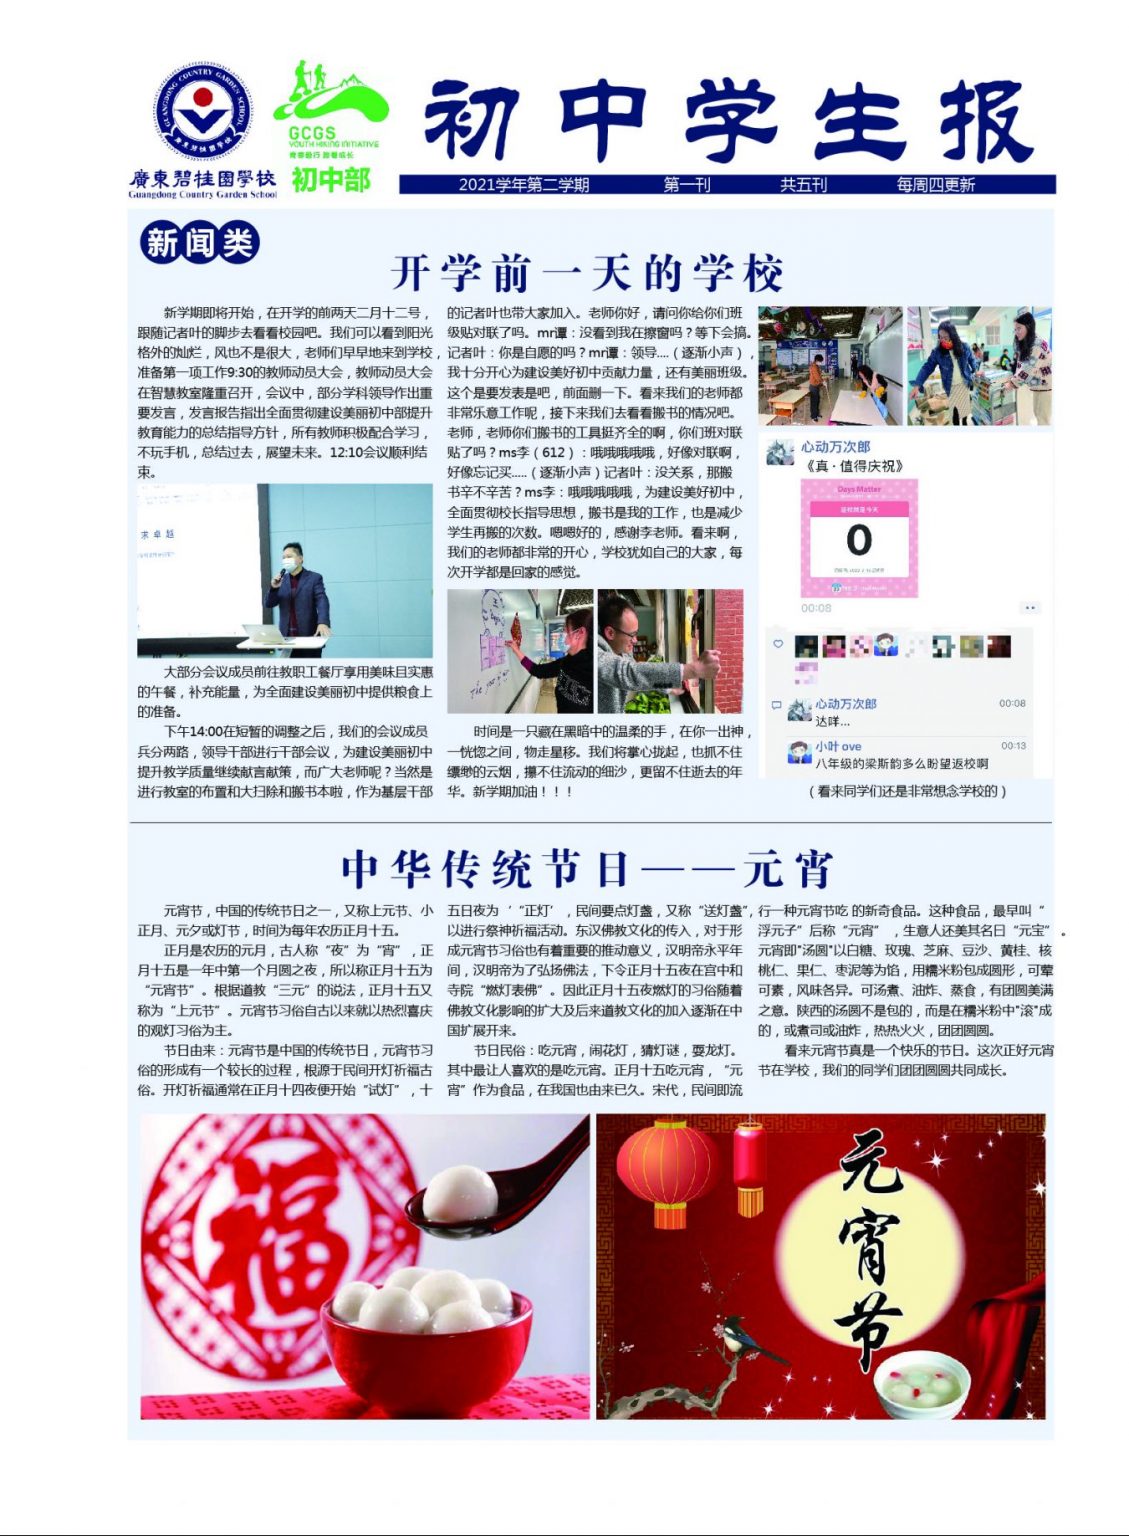 GUANGDONG COUNTRY GARDEN SCHOOL
廣東碧桂園學校
廣東碧桂園學校
Guangdong Country Garden School
GCGS
YOUTH HIKING INITIATIVE
初中部
初中学生报
2021学年第二学期 第一刊 共五刊 每周四更新
新闻类
开学前一天的学校
新学期即将开始，在开学的前两天二月十二号，
跟随记者叶的脚步去看看校园吧。我们可以看到阳光
格外的灿烂，风也不是很大，老师们早早地来到学校，
准备第一项工作9:30的教师动员大会，教师动员大会
在智慧教室隆重召开，会议中，部分学科领导作出重
要发言，发言报告指出全面贯彻建设美丽初中部提升
教育能力的总结指导方针，所有教师积极配合学习，
不玩手机，总结过去，展望未来。12:10会议顺利结
束。
求卓越
大部分会议成员前往教职工餐厅享用美味且实惠
的午餐，补充能量，为全面建设美丽初中提供粮食上
的准备。
下午14:00在短暂的调整之后，我们的会议成员
兵分两路，领导干部进行干部会议，为建设美丽初中
提升教学质量继续献言献策，而广大老师呢？当然是
进行教室的布置和大扫除和搬书本啦，作为基层干部
的记者叶也带大家加入。老师你好，请问你给你们班
级贴对联了吗。mr谭：没看到我在擦窗吗？等下会搞。
记者叶：你是自愿的吗？mr谭：领导....（逐渐小声），
我十分开心为建设美好初中贡献力量，还有美丽班级。
这个是要发表是吧，前面删一下。看来我们的老师都
非常乐意工作呢，接下来我们去看看搬书的情况吧。
老师，老师你们搬书的工具挺齐全的啊，你们班对联
贴了吗？ms李（612）：哦哦哦哦哦，好像对联啊，
好像忘记买.....（逐渐小声）记者叶：没关系，那搬
书辛不辛苦？ms李：哦哦哦哦哦，为建设美好初中，
全面贯彻校长指导思想，搬书是我的工作，也是减少
学生再搬的次数。嗯嗯好的，感谢李老师。看来啊，
我们的老师都非常的开心，学校犹如自己的大家，每
次开学都是回家的感觉。
时间是一只藏在黑暗中的温柔的手，在你一出神，
一恍惚之间，物走星移。我们将掌心拢起，也抓不住
缥缈的云烟，攥不住流动的细沙，更留不住逝去的年
华。新学期加油！！！
心动万次郎
《真·值得庆祝》
Days Matter
返校就是今天
0
00:08
心动万次郎 00:08
达咩...
小叶 ove 00:13
八年级的梁斯韵多么盼望返校啊
（看来同学们还是非常想念学校的）
中华传统节日——元宵
元宵节，中国的传统节日之一，又称上元节、小
正月、元夕或灯节，时间为每年农历正月十五。
正月是农历的元月，古人称“夜”为“宵”，正
月十五是一年中第一个月圆之夜，所以称正月十五为
“元宵节”。根据道教“三元”的说法，正月十五又
称为“上元节”。元宵节习俗自古以来就以热烈喜庆
的观灯习俗为主。
节日由来：元宵节是中国的传统节日，元宵节习
俗的形成有一个较长的过程，根源于民间开灯祈福古
俗。开灯祈福通常在正月十四夜便开始“试灯”，十
五日夜为‘“正灯’，民间要点灯盏，又称“送灯盏”，
以进行祭神祈福活动。东汉佛教文化的传入，对于形
成元宵节习俗也有着重要的推动意义，汉明帝永平年
间，汉明帝为了弘扬佛法，下令正月十五夜在宫中和
寺院“燃灯表佛”。因此正月十五夜燃灯的习俗随着
佛教文化影响的扩大及后来道教文化的加入逐渐在中
国扩展开来。
节日民俗：吃元宵，闹花灯，猜灯谜，耍龙灯。
其中最让人喜欢的是吃元宵。正月十五吃元宵，“元
宵”作为食品，在我国也由来已久。宋代，民间即流
行一种元宵节吃 的新奇食品。这种食品，最早叫“
浮元子”后称“元宵”，生意人还美其名日“元宝”。
元宵即"汤圆"以白糖、玫瑰、芝麻、豆沙、黄桂、核
桃仁、果仁、枣泥等为馅，用糯米粉包成圆形，可荤
可素，风味各异。可汤煮、油炸、蒸食，有团圆美满
之意。陕西的汤圆不是包的，而是在糯米粉中"滚"成
的，或煮司或油炸，热热火火，团团圆圆。
看来元宵节真是一个快乐的节日。这次正好元宵
节在学校，我们的同学们团团圆圆共同成长。
福
元宵节